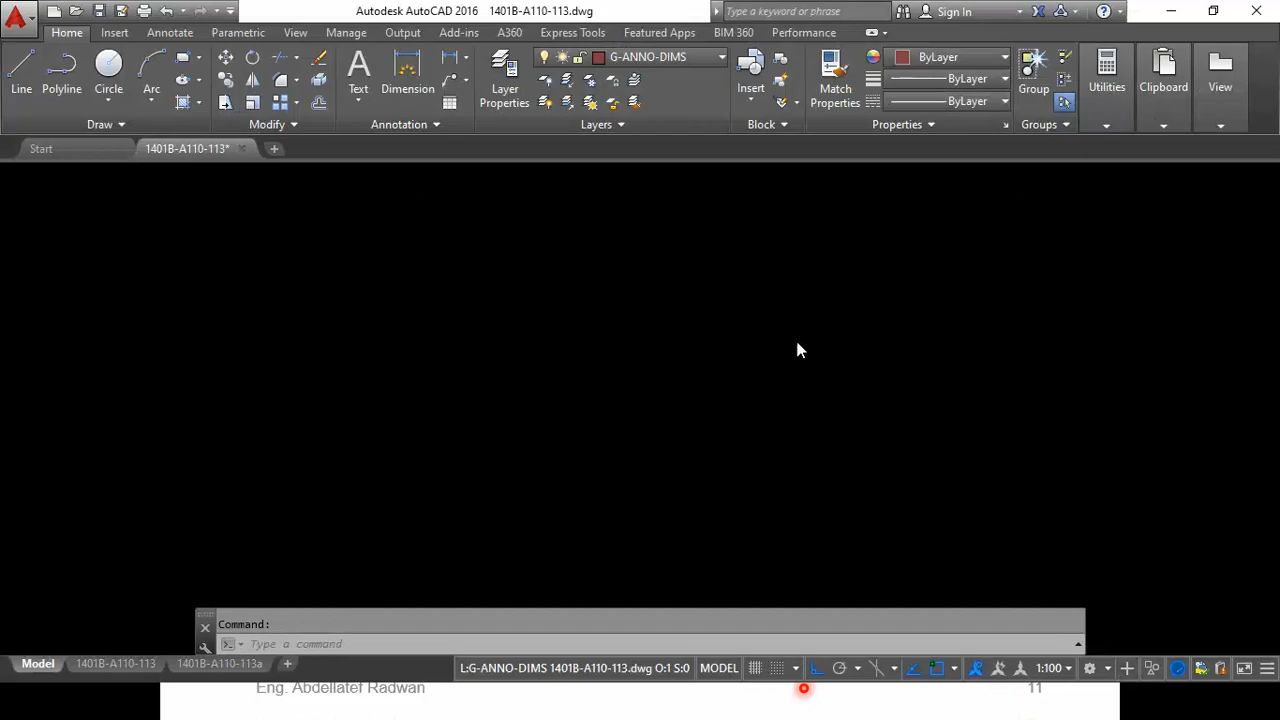 Autodesk AutoCAD 2016 1401B-A110-113.dwg
Type a keyword or phrase
Sign In
Home Insert Annotate Parametric View Manage Output Add-ins A360 Express Tools Featured Apps BIM 360 Performance
Line Polyline Circle Arc
Text Dimension
Layer Properties
G-ANNO-DIMS
Insert
Match Properties
ByLayer
ByLayer
ByLayer
Group
Utilities
Clipboard
View
Draw Modify Annotation Layers Block Properties Groups
Start 1401B-A110-113*
Command:
Type a command
Model 1401B-A110-113 1401B-A110-113a
L:G-ANNO-DIMS 1401B-A110-113.dwg O:1 S:0 MODEL 1:100
Eng. Abdellatef Radwan 11